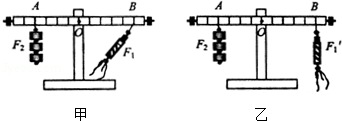 A B A B
O O
F₂ F₁ F₂ F₁′
甲 乙